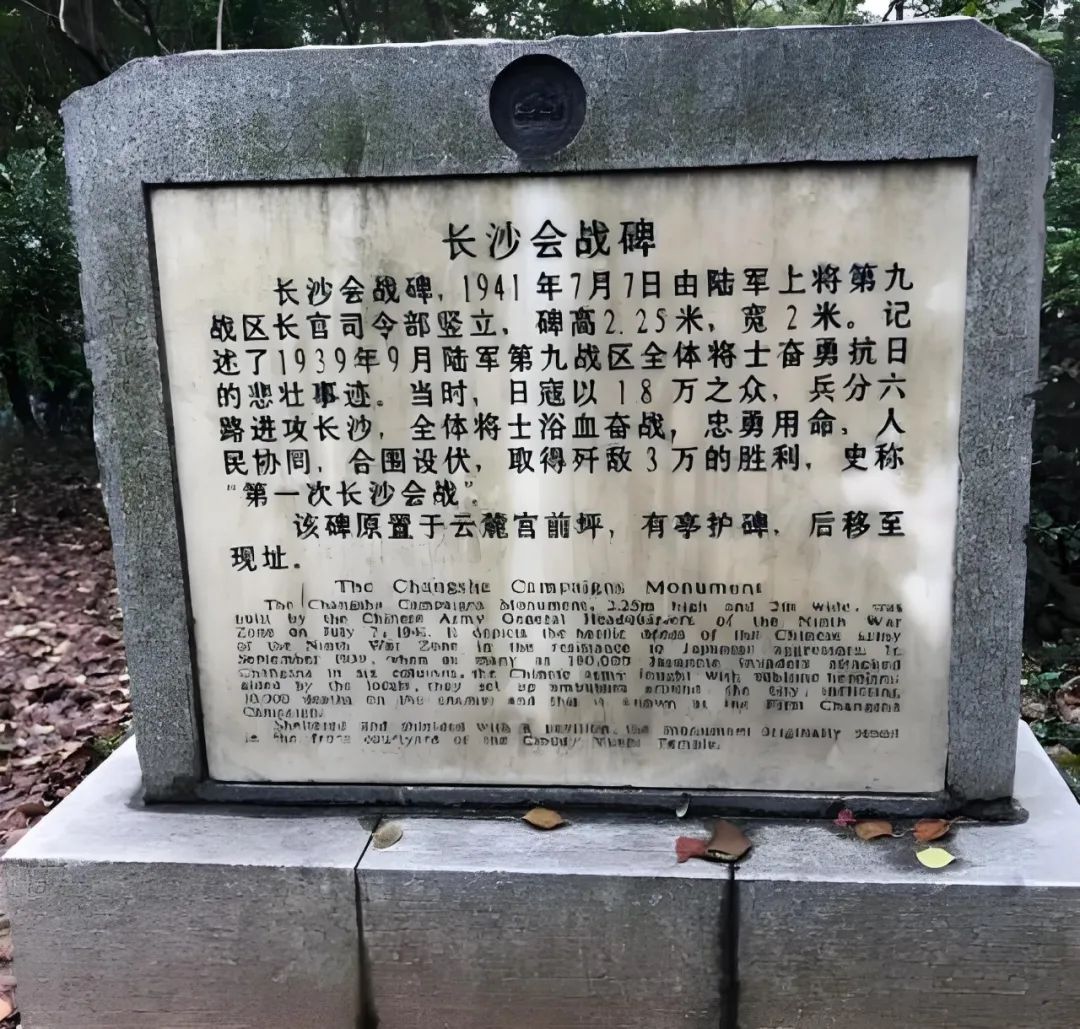 长沙会战碑
长沙会战碑，1941年7月7日由陆军上将第九
战区长官司令部竖立，碑高2.25米，宽2米。记
述了1939年9月陆军第九战区全体将士奋勇抗日
的悲壮事迹。当时，日寇以18万之众，兵分六
路进攻长沙，全体将士浴血奋战，忠勇用命，人
民协同，合围设伏，取得歼敌3万的胜利，史称
“第一次长沙会战”。
该碑原置于云麓宫前坪，有亭护碑，后移至
现址。
The Changsha Campaigns Monument
The Campaigns Monument, 2.25m high and 2m wide, was
built by the Chinese Army General Headquarters of the Ninth War
Zone on July 7, It depicts the heroic deeds of the Chinese army
of the Ninth War Zone in the resistance to Japanese aggression. In
September when as many as Japanese invaders attacked
in six columns, the Chinese army fought with heroism;
aided by the locals, they set up around the city, inflicting
deaths on the enemy and that is known as the First Changsha
Campaign.
and with a pavilion, the monument originally stood
in the front courtyard of the Temple.